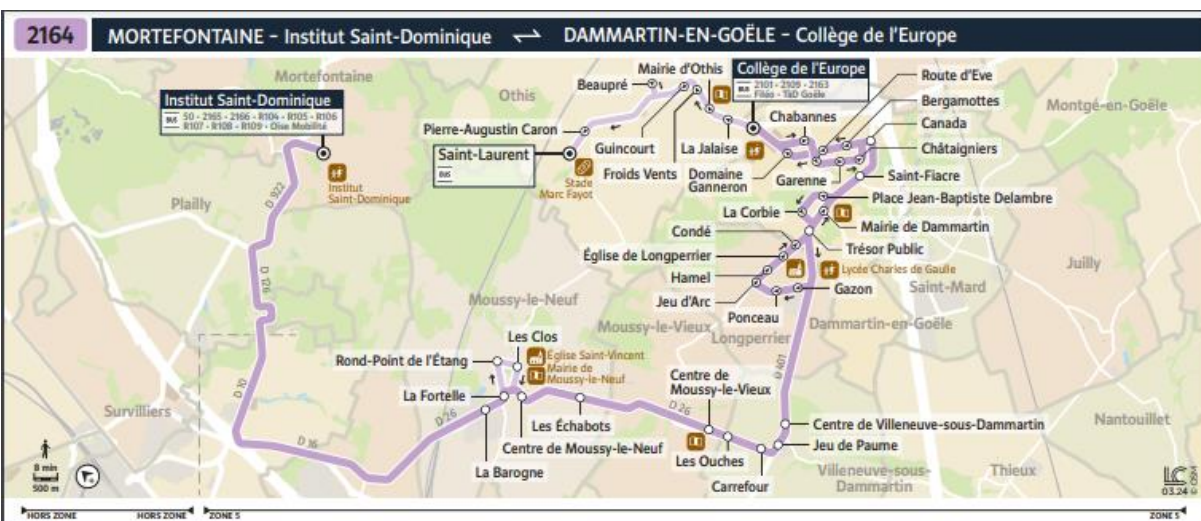 2164 MORTEFONTAINE - Institut Saint-Dominique DAMMARTIN-EN-GOËLE - Collège de l'Europe
Mortefontaine
Institut Saint-Dominique
BUS 50 - 2165 - 2166 - R104 - R105 - R106
R107 - R108 - R109 - Oise Mobilité
Institut
Saint-Dominique
D 922
Plailly
D 126
D 10
Survilliers
D 16
8 min
500 m
Othis
Beaupré
Mairie d'Othis
Pierre-Augustin Caron
Saint-Laurent
BUS
Stade
Marc Fayot
Guincourt
Froids Vents
La Jalaise
Collège de l'Europe
BUS 2101 - 2109 - 2163
Filéo - TàD Goële
Chabannes
Domaine
Ganneron
Garenne
Route d'Eve
Bergamottes
Canada
Châtaigniers
Saint-Fiacre
Place Jean-Baptiste Delambre
La Corbie
Mairie de Dammartin
Trésor Public
Condé
Église de Longperrier
Hamel
Jeu d'Arc
Ponceau
Gazon
Lycée Charles de Gaulle
Montgé-en-Goële
Juilly
Saint-Mard
Dammartin-en-Goële
Longperrier
Moussy-le-Neuf
Moussy-le-Vieux
D 401
Rond-Point de l'Étang
Les Clos
Église Saint-Vincent
Mairie de
Moussy-le-Neuf
La Fortelle
D 26
La Barogne
Centre de Moussy-le-Neuf
Les Échabots
D 26
Centre de
Moussy-le-Vieux
Les Ouches
Carrefour
Centre de Villeneuve-sous-Dammartin
Jeu de Paume
Villeneuve-sous-
Dammartin
Thieux
Nantouillet
03.24
© OSM
HORS ZONE HORS ZONE ZONE 5 ZONE 5